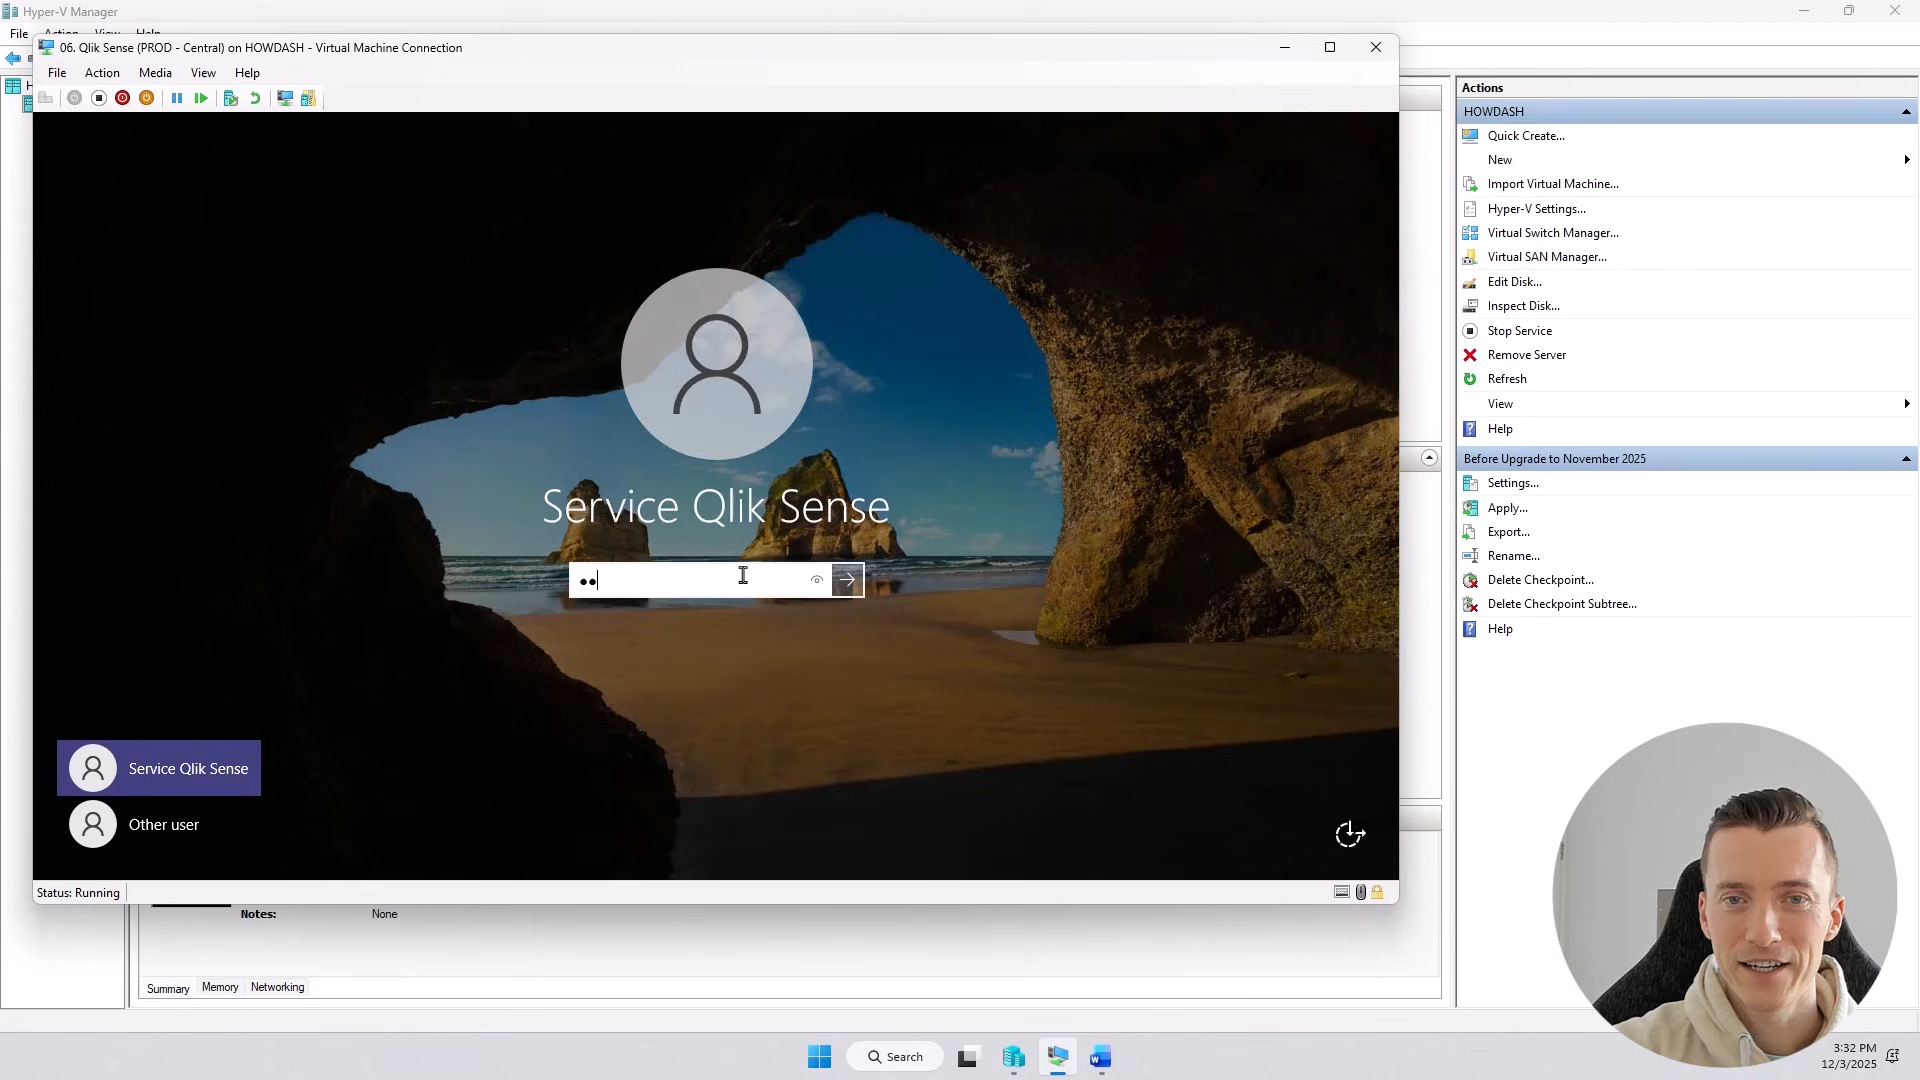 Hyper-V Manager
File Action View Help
06. Qlik Sense (PROD - Central) on HOWDASH - Virtual Machine Connection
File Action Media View Help
Service Qlik Sense
Service Qlik Sense
Other user
Status: Running
Notes: None
Summary Memory Networking
Actions
HOWDASH
Quick Create...
New
Import Virtual Machine...
Hyper-V Settings...
Virtual Switch Manager...
Virtual SAN Manager...
Edit Disk...
Inspect Disk...
Stop Service
Remove Server
Refresh
View
Help
Before Upgrade to November 2025
Settings...
Apply...
Export...
Rename...
Delete Checkpoint...
Delete Checkpoint Subtree...
Help
Search
3:32 PM
12/3/2025